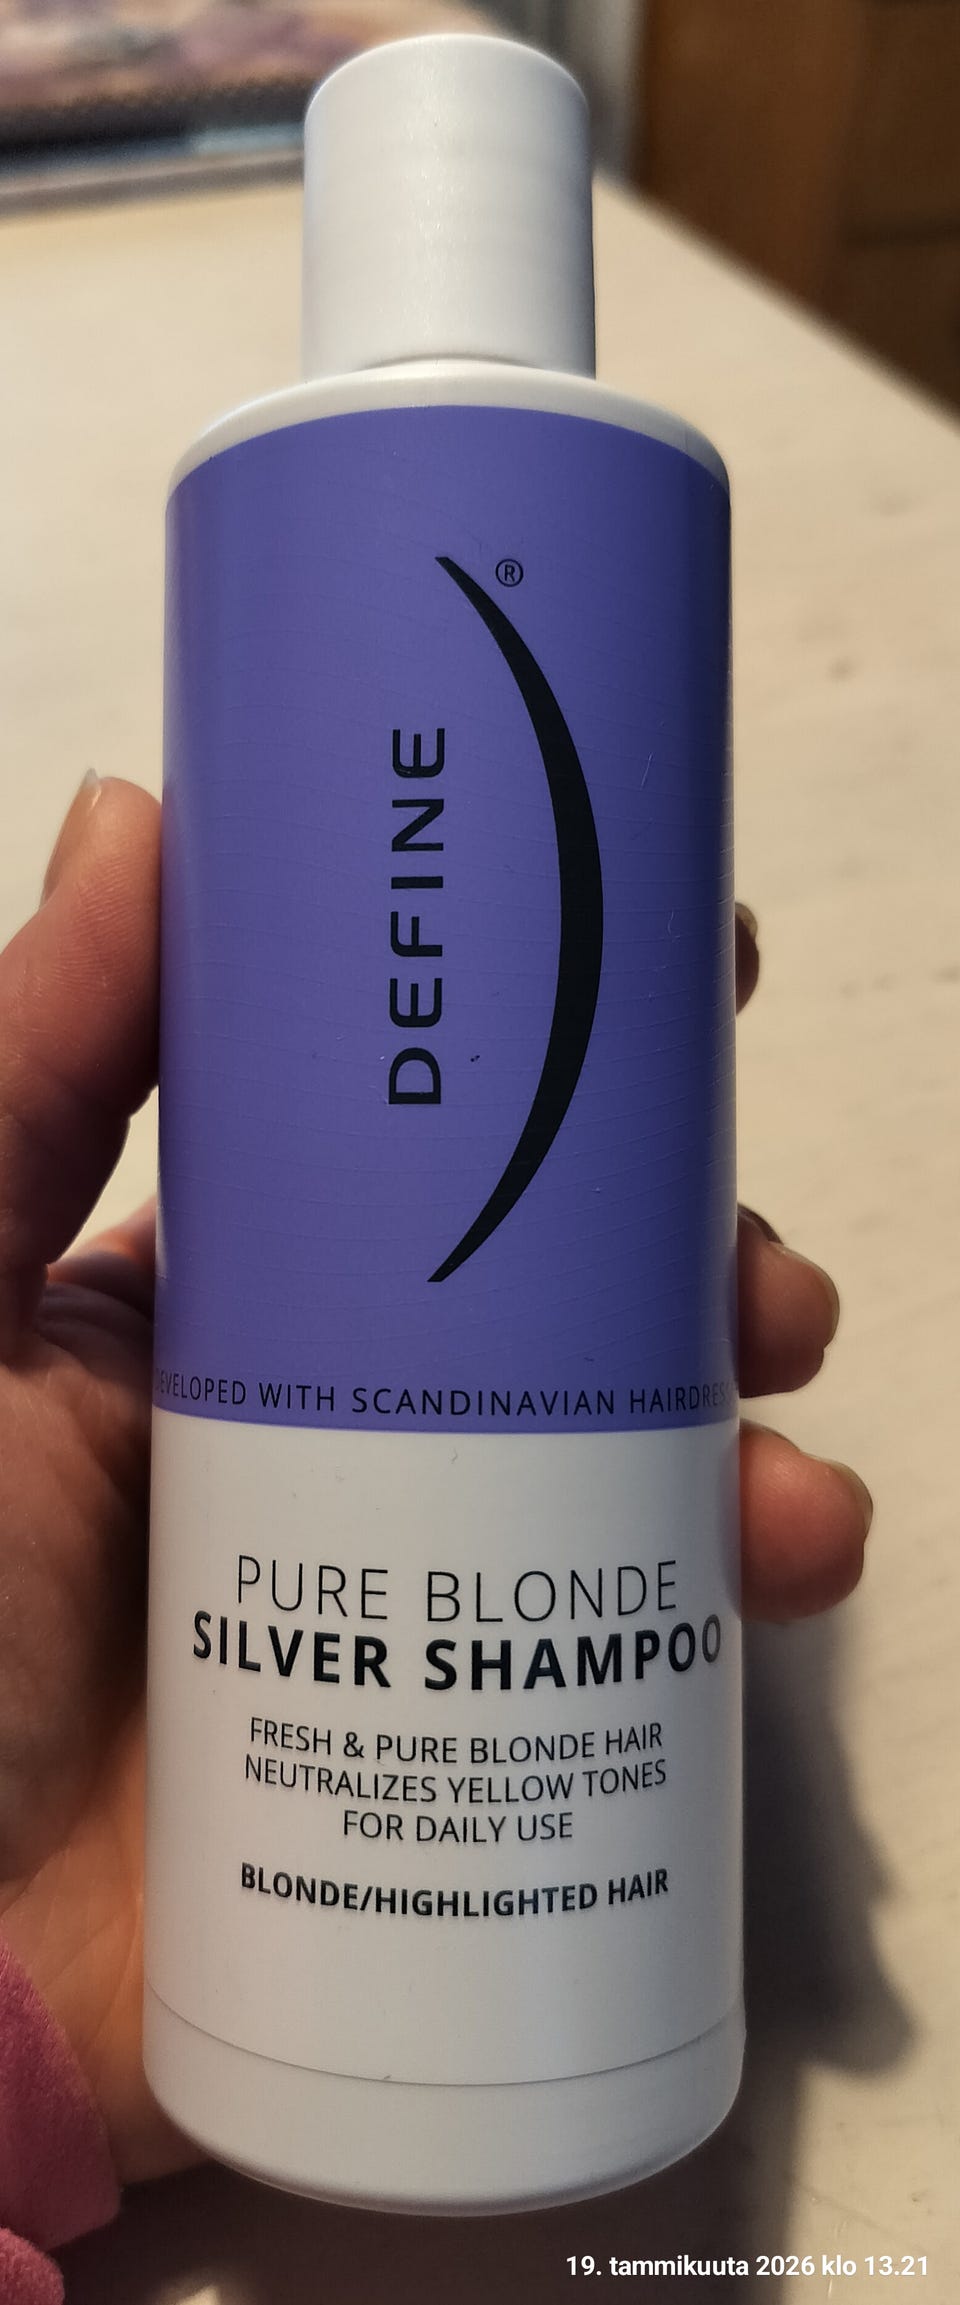 ®
DEFINE
DEVELOPED WITH SCANDINAVIAN
PURE BLONDE
SILVER SHAMPOO
FRESH & PURE BLONDE HAIR
NEUTRALIZES YELLOW TONES
FOR DAILY USE
BLONDE/HIGHLIGHTED HAIR
19. tammikuuta 2026 klo 13.21